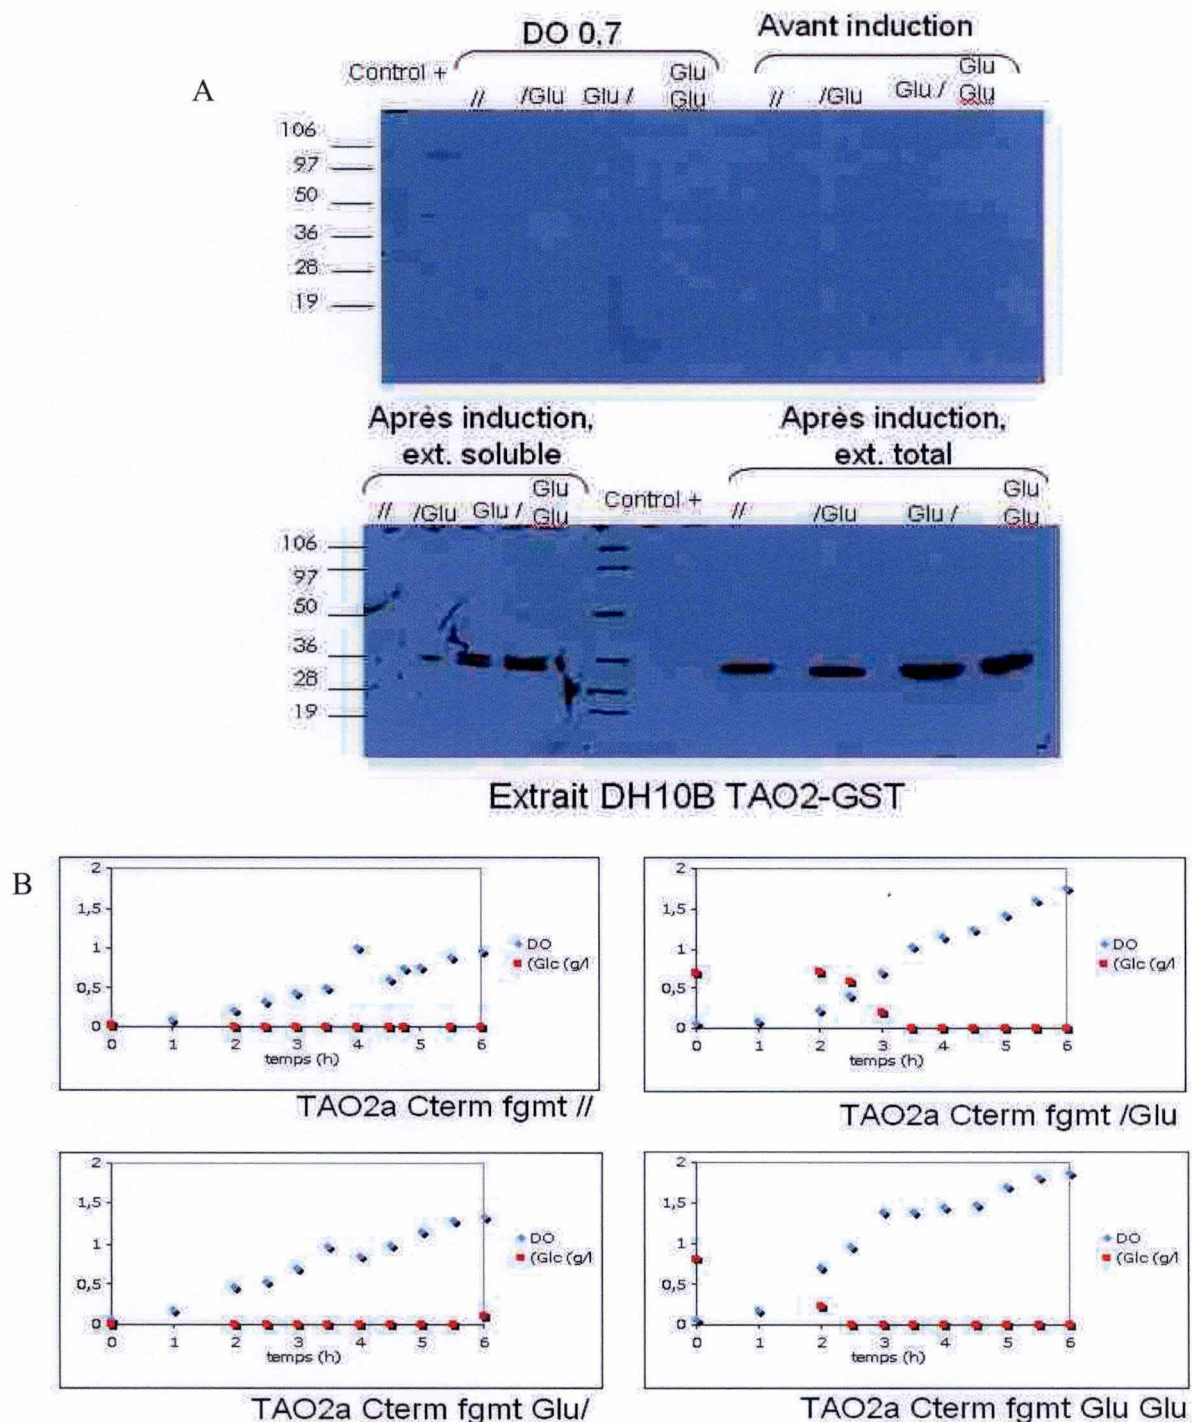 A
DO 0,7
Avant induction
Control +
//
/Glu
Glu /
Glu
Glu
//
/Glu
Glu /
Glu
Glu
106
97
50
36
28
19
Après induction,
ext. soluble
Après induction,
ext. total
//
/Glu
Glu /
Glu
Glu
Control +
//
/Glu
Glu /
Glu
Glu
106
97
50
36
28
19
Extrait DH10B TAO2-GST
B
2
1,5
1
0,5
0
0 1 2 3 4 5 6
temps (h)
DO
(Glc (g/l
TAO2a Cterm fgmt //
2
1,5
1
0,5
0
0 1 2 3 4 5 6
temps (h)
DO
(Glc (g/l
TAO2a Cterm fgmt /Glu
2
1,5
1
0,5
0
0 1 2 3 4 5 6
temps (h)
DO
(Glc (g/l
TAO2a Cterm fgmt Glu/
2
1,5
1
0,5
0
0 1 2 3 4 5 6
temps (h)
DO
(Glc (g/l
TAO2a Cterm fgmt Glu Glu